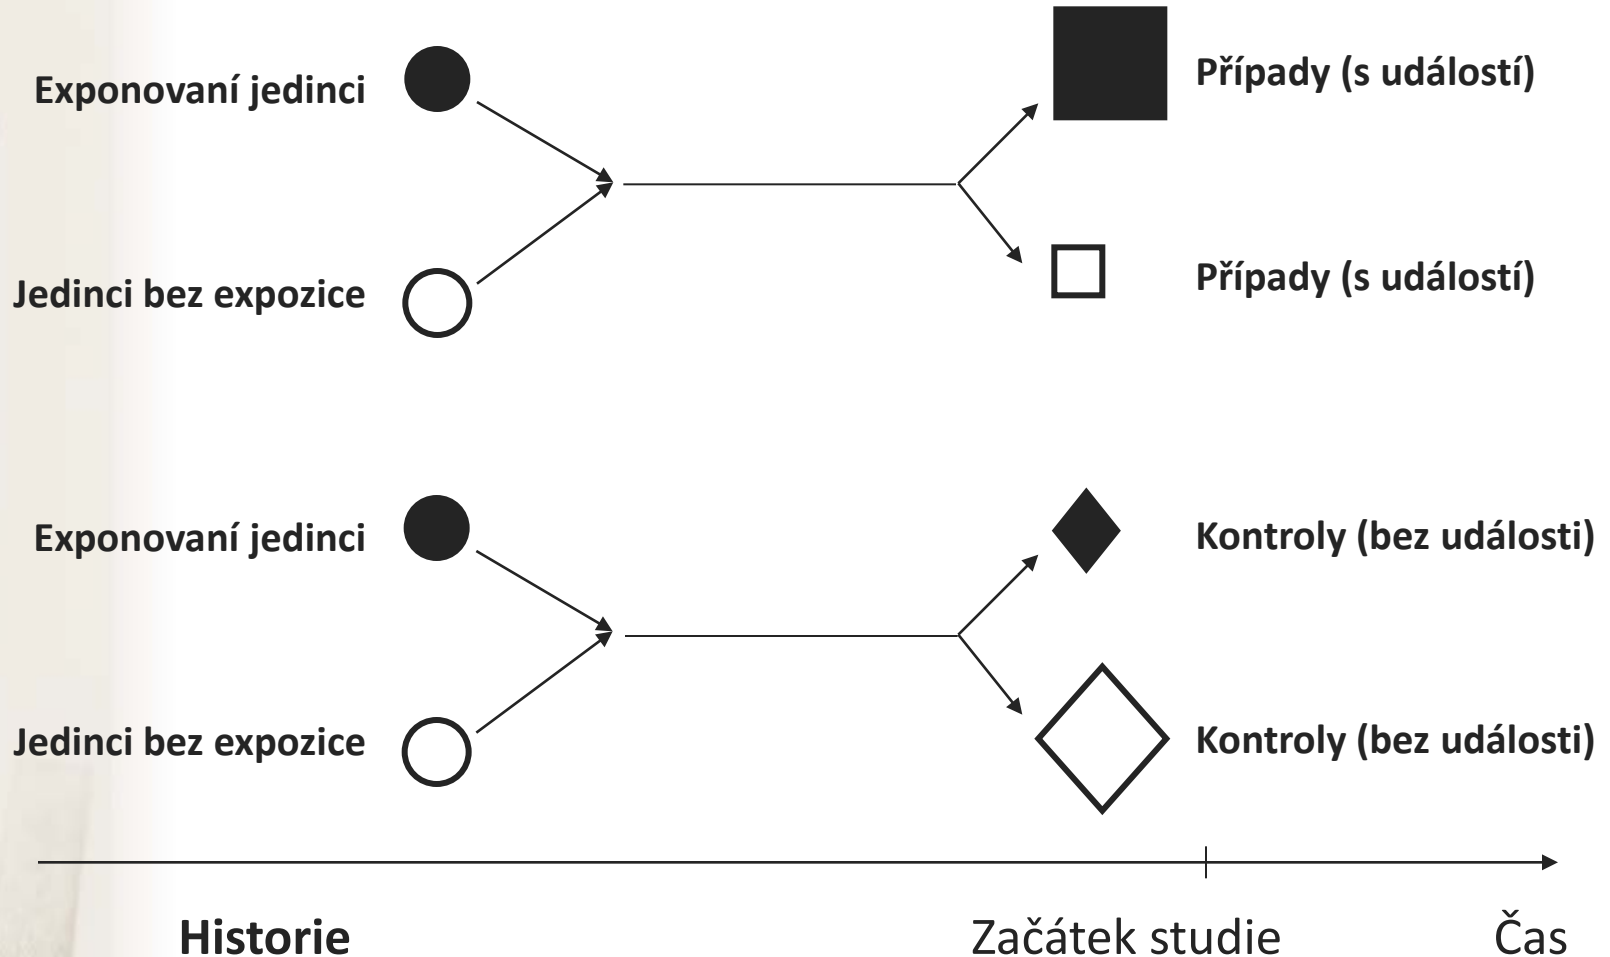 Exponovaní jedinci
Případy (s událostí)
Jedinci bez expozice
Případy (s událostí)
Exponovaní jedinci
Kontroly (bez události)
Jedinci bez expozice
Kontroly (bez události)
Historie
Začátek studie
Čas